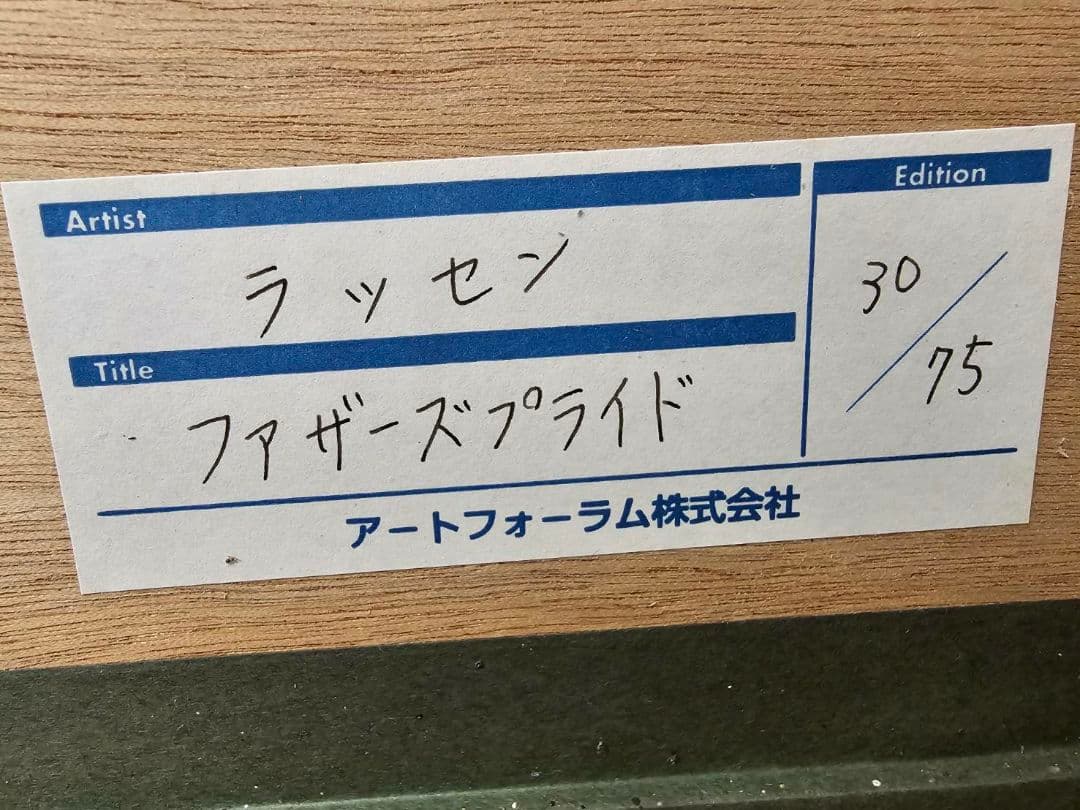 Artist
ラッセン
Title
ファザーズプライド
Edition
30/75
アートフォーラム株式会社